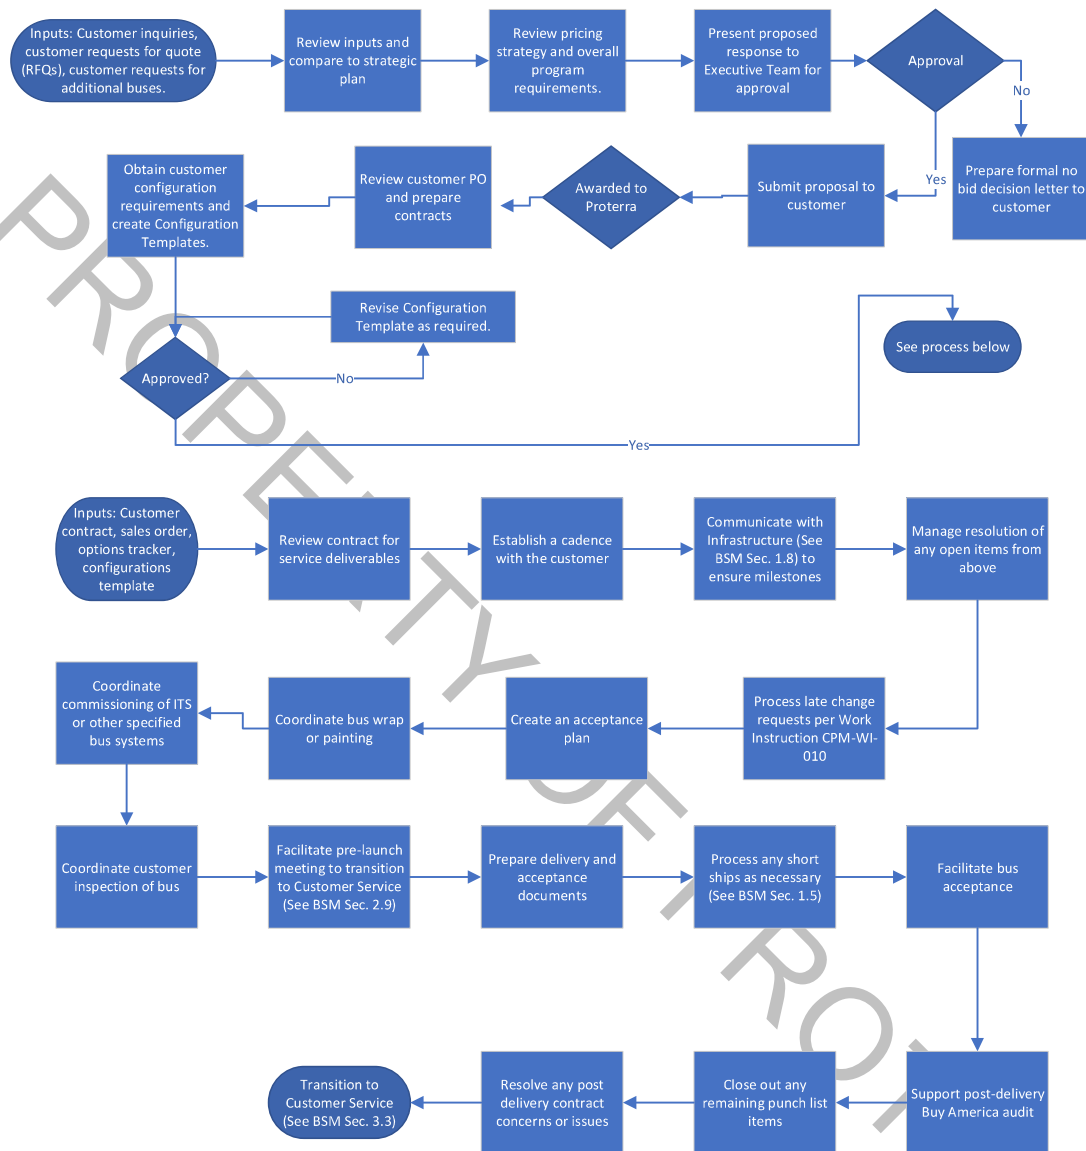 Inputs: Customer
inquiries,
customer requests for quote
(RFQs), customer requests for
additional buses.
Review inputs and
compare to strategic
plan
Review pricing
strategy and overall
program
requirements.
Present proposed
response to
Executive Team for
approval
Approval
No
Yes
Prepare formal no
bid decision letter to
customer
Submit proposal to
customer
Awarded to
Proterra
Review customer PO
and prepare
contracts
Obtain customer
configuration
requirements and
create Configuration
Templates.
Revise Configuration
Template as required.
Approved?
No
Yes
See process below
Inputs: Customer
contract, sales order,
options tracker,
configurations
template
Review contract for
service deliverables
Establish a cadence
with the customer
Communicate with
Infrastructure (See
BSM Sec. 1.8) to
ensure milestones
Manage resolution of
any open items from
above
Process late change
requests per Work
Instruction CPM-WI-
010
Create an acceptance
plan
Coordinate bus wrap
or painting
Coordinate
commissioning of ITS
or other specified
bus systems
Coordinate customer
inspection of bus
Facilitate pre-launch
meeting to transition
to Customer Service
(See BSM Sec. 2.9)
Prepare delivery and
acceptance
documents
Process any short
ships as necessary
(See BSM Sec. 1.5)
Facilitate bus
acceptance
Support post-delivery
Buy America audit
Close out any
remaining punch list
items
Resolve any post
delivery contract
concerns or issues
Transition to
Customer Service
(See BSM Sec. 3.3)
PROPERTY OF